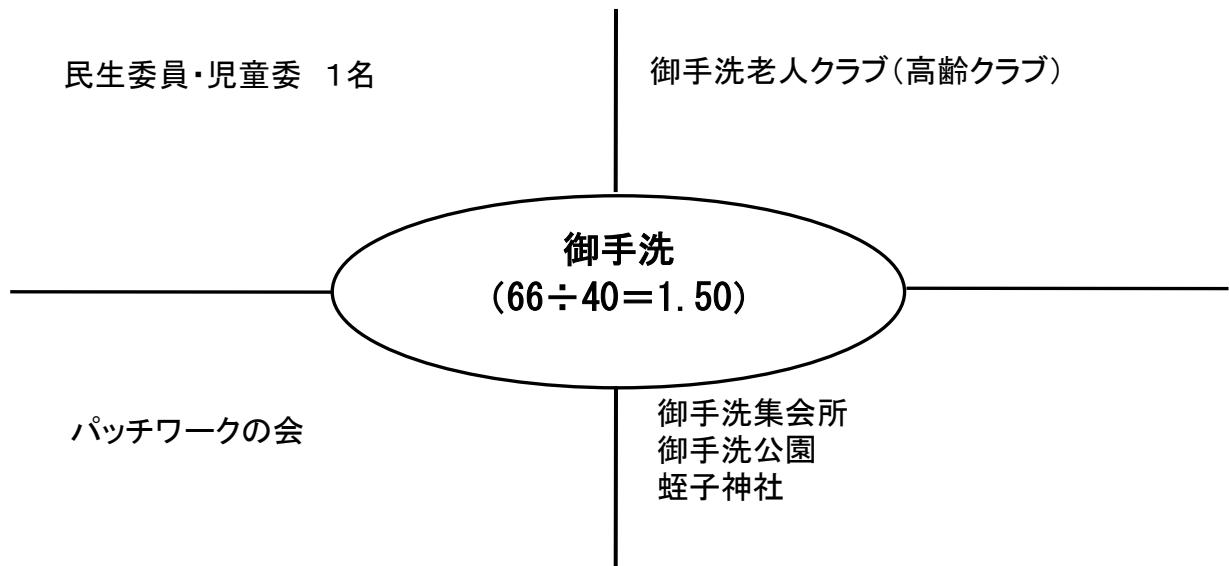 民生委員・児童委 1名
御手洗老人クラブ（高齢クラブ）
御手洗
（66÷40＝1.50）
パッチワークの会
御手洗集会所
御手洗公園
蛭子神社